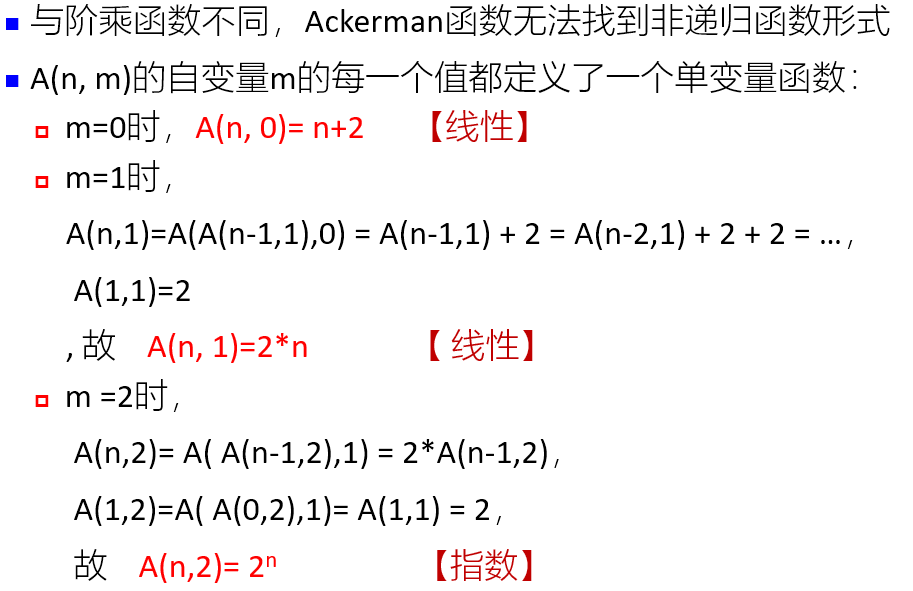 与阶乘函数不同，Ackerman函数无法找到非递归函数形式
A(n, m)的自变量m的每一个值都定义了一个单变量函数：
m=0时，A(n, 0)= n+2 【线性】
m=1时，
A(n,1)=A(A(n-1,1),0) = A(n-1,1) + 2 = A(n-2,1) + 2 + 2 = …，
A(1,1)=2
, 故 A(n, 1)=2*n 【 线性】
m =2时，
A(n,2)= A( A(n-1,2),1) = 2*A(n-1,2)，
A(1,2)=A( A(0,2),1)= A(1,1) = 2，
故 A(n,2)= 2ⁿ 【指数】